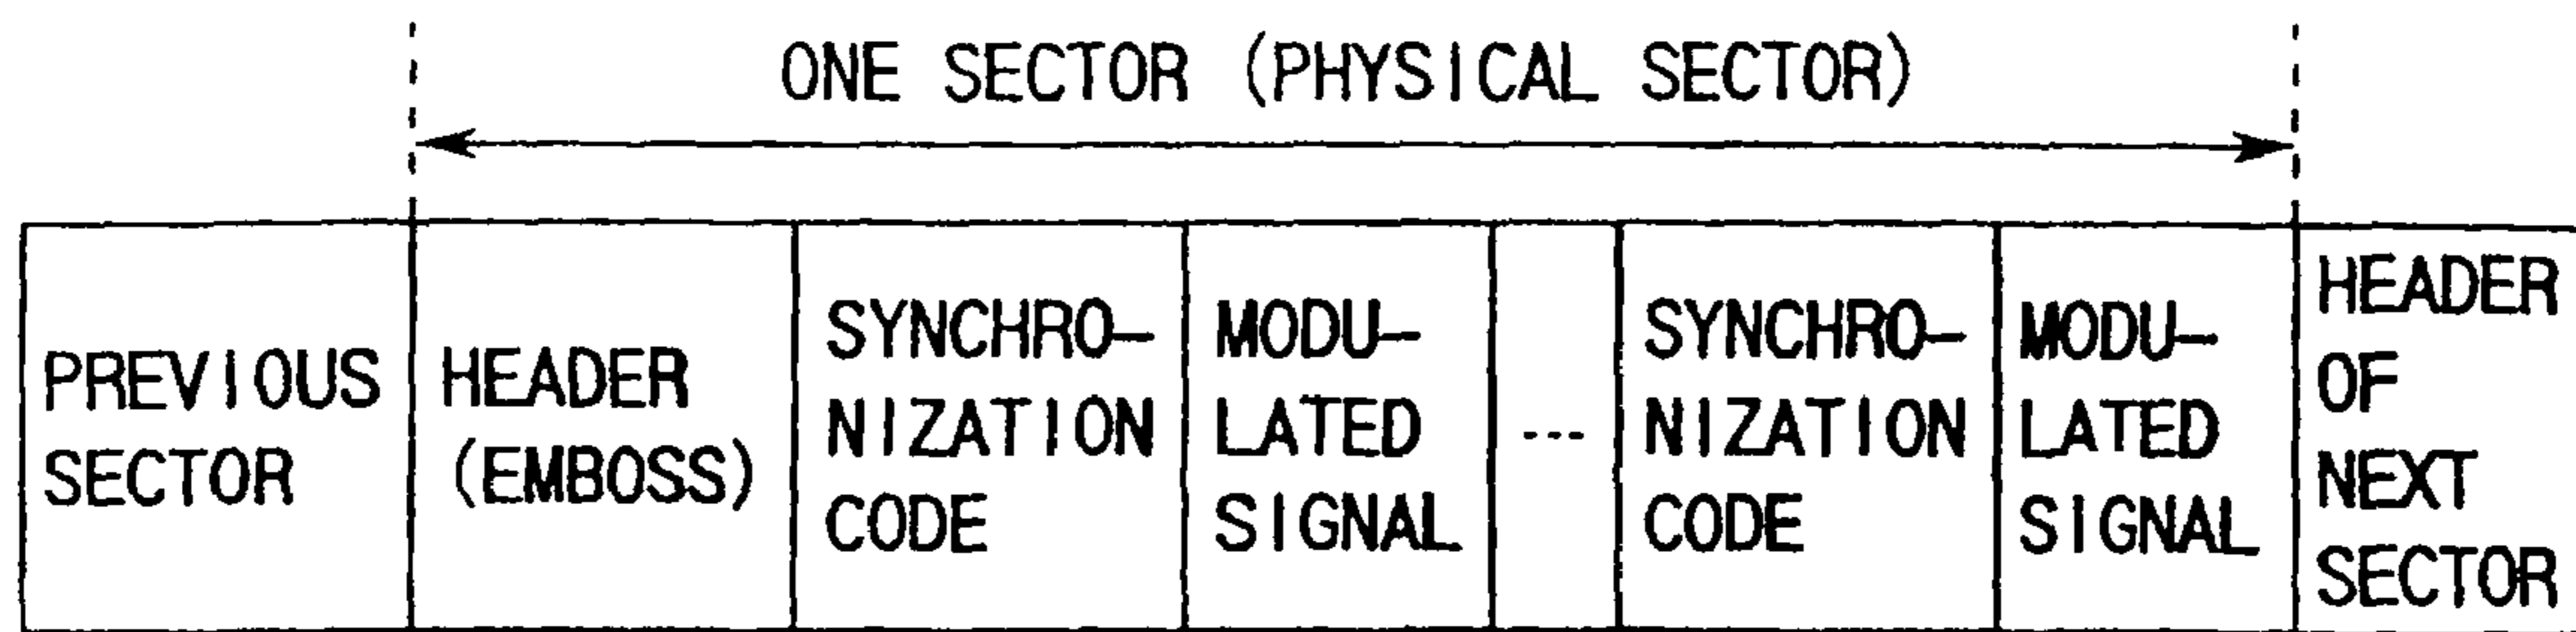 ONE SECTOR (PHYSICAL SECTOR)
PREVIOUS
SECTOR
HEADER
(EMBOSS)
SYNCHRO-
NIZATION
CODE
MODU-
LATED
SIGNAL
---
SYNCHRO-
NIZATION
CODE
MODU-
LATED
SIGNAL
HEADER
OF
NEXT
SECTOR